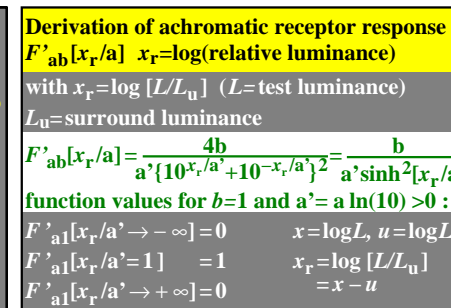 Derivation of achromatic receptor response
F’ab[xr/a] xr=log(relative luminance)
with xr=log [L/Lu] (L=test luminance)
Lu=surround luminance
F’ab[xr/a]= 4b / a’{10^xr/a’+10^−xr/a’}^2 = b / a’sinh^2[xr/a
function values for b=1 and a’= a ln(10) >0 :
F’a1[xr/a’→ − ∞]=0 x=logL, u=logL
F’a1[xr/a’=1] =1 xr=log [L/Lu]
F’a1[xr/a’→ + ∞]=0 =x−u